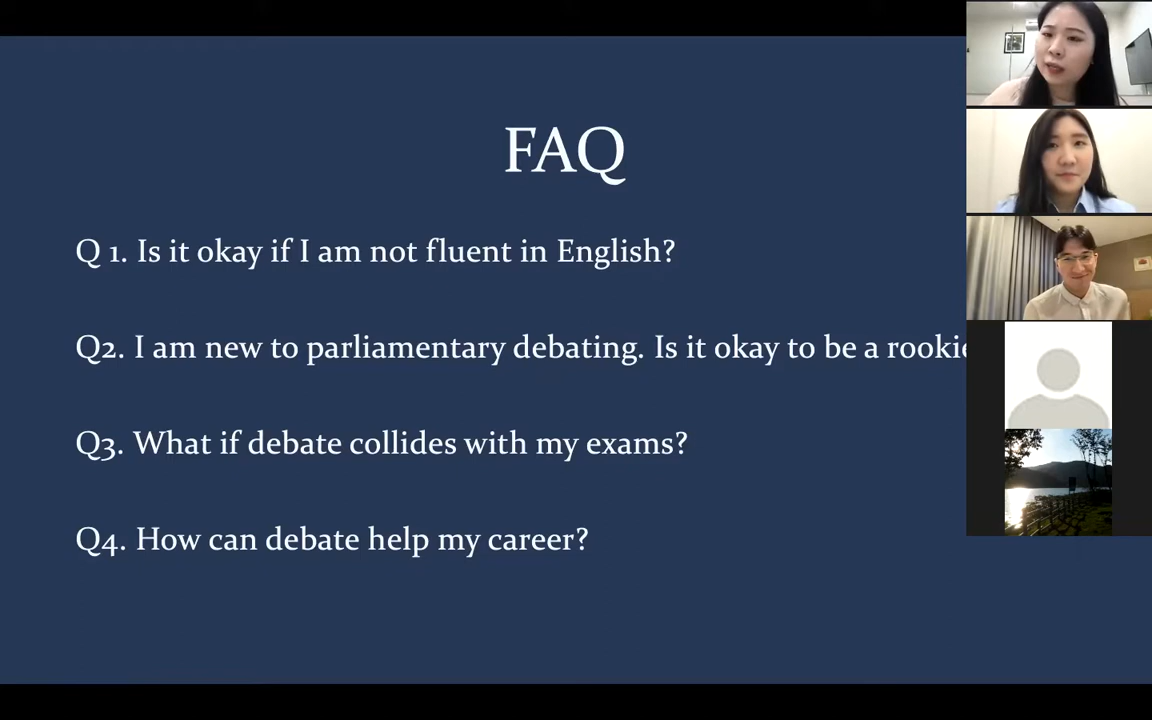 FAQ
Q 1. Is it okay if I am not fluent in English?
Q2. I am new to parliamentary debating. Is it okay to be a
Q3. What if debate collides with my exams?
Q4. How can debate help my career?